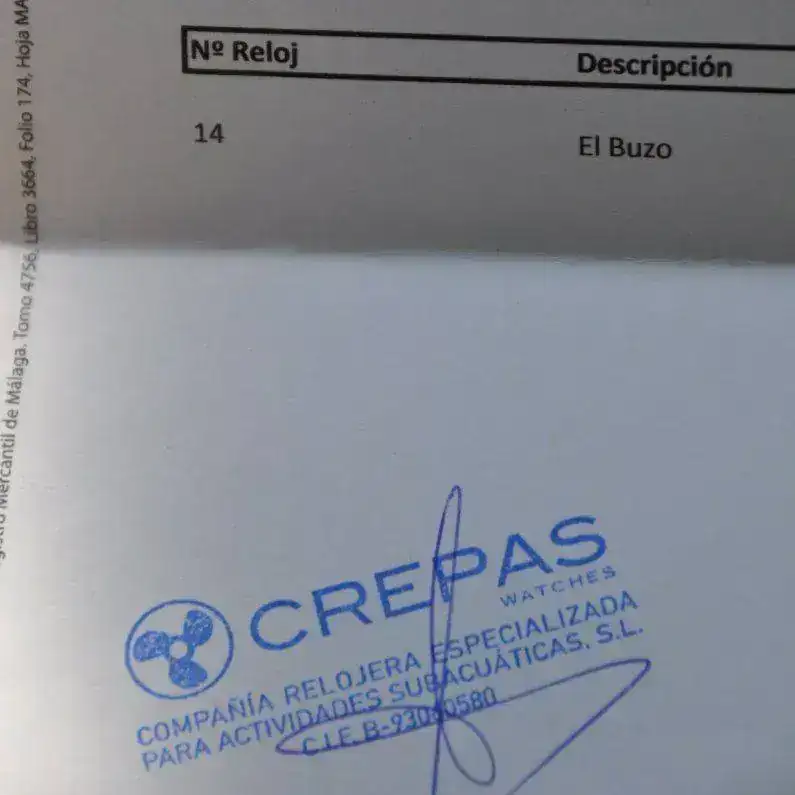 Nº Reloj Descripción
14 El Buzo
Mercantil de Málaga, Tomo 4756, Libro 3664, Folio 174, Hoja MA
CREPAS
WATCHES
COMPAÑÍA RELOJERA ESPECIALIZADA
PARA ACTIVIDADES SUBACUÁTICAS, S.L.
C.I.F. B-93080580